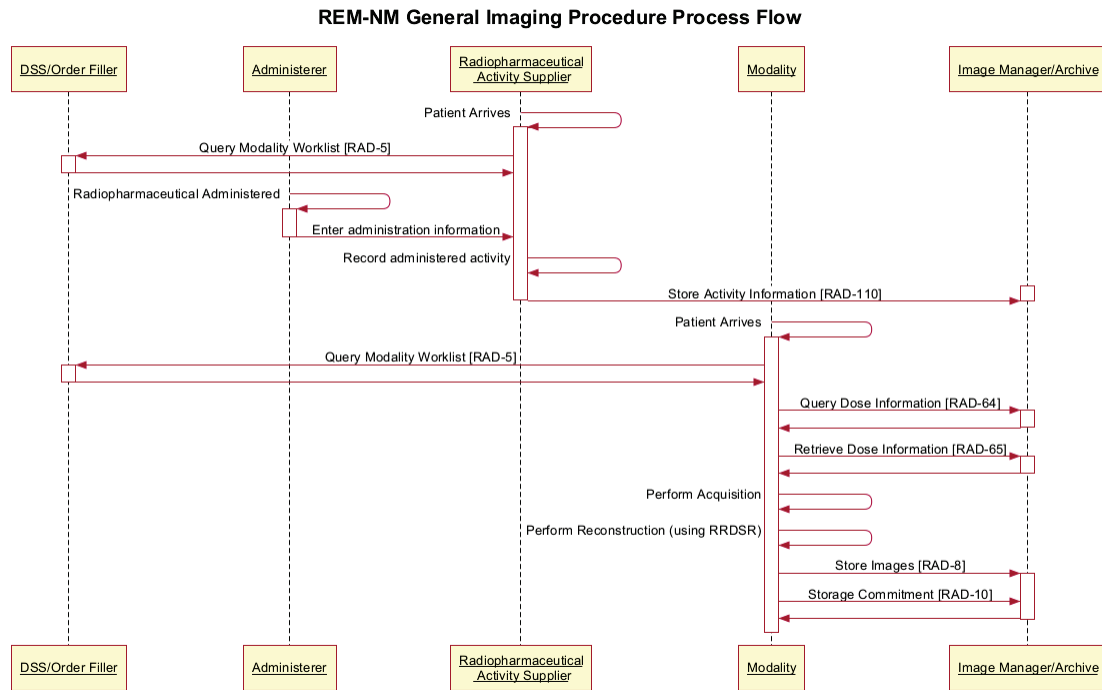 REM-NM General Imaging Procedure Process Flow
DSS/Order Filler
Administerer
Radiopharmaceutical
Activity Supplier
Modality
Image Manager/Archive
Patient Arrives
Query Modality Worklist [RAD-5]
Radiopharmaceutical Administered
Enter administration information
Record administered activity
Store Activity Information [RAD-110]
Patient Arrives
Query Modality Worklist [RAD-5]
Query Dose Information [RAD-64]
Retrieve Dose Information [RAD-65]
Perform Acquisition
Perform Reconstruction (using RRDSR)
Store Images [RAD-8]
Storage Commitment [RAD-10]
DSS/Order Filler
Administerer
Radiopharmaceutical
Activity Supplier
Modality
Image Manager/Archive